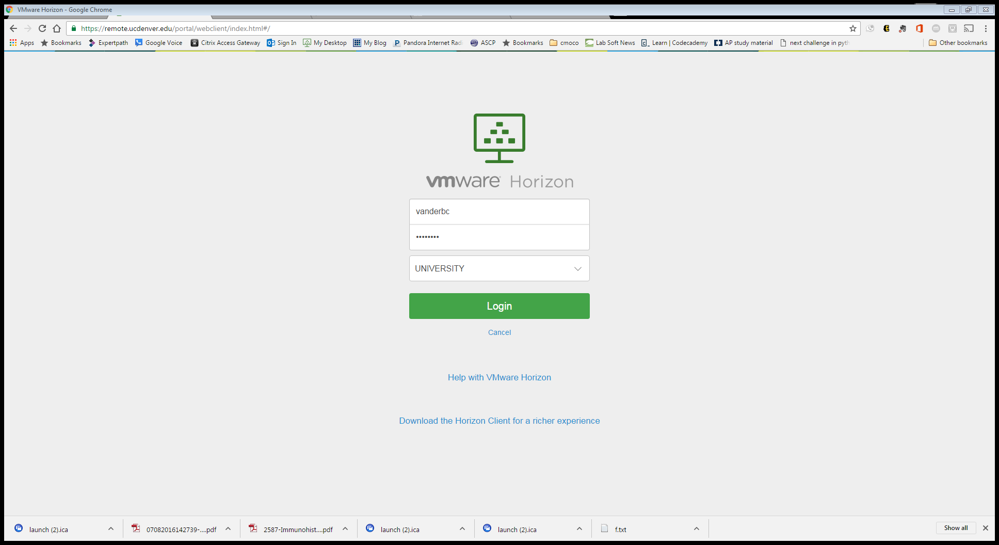 VMware Horizon - Google Chrome
https://remote.ucdenver.edu/portal/webclient/index.html#/
Apps Bookmarks Expertpath Google Voice Citrix Access Gateway Sign In My Desktop My Blog Pandora Internet Radi ASCP Bookmarks cmoco Lab Soft News Learn | Codecademy AP study material next challenge in pyth Other bookmarks
vmware Horizon
vanderbc
••••••••
UNIVERSITY
Login
Cancel
Help with VMware Horizon
Download the Horizon Client for a richer experience
launch (2).ica 07082016142739-....pdf 2587-Immunohist....pdf launch (2).ica launch (2).ica f.txt Show all